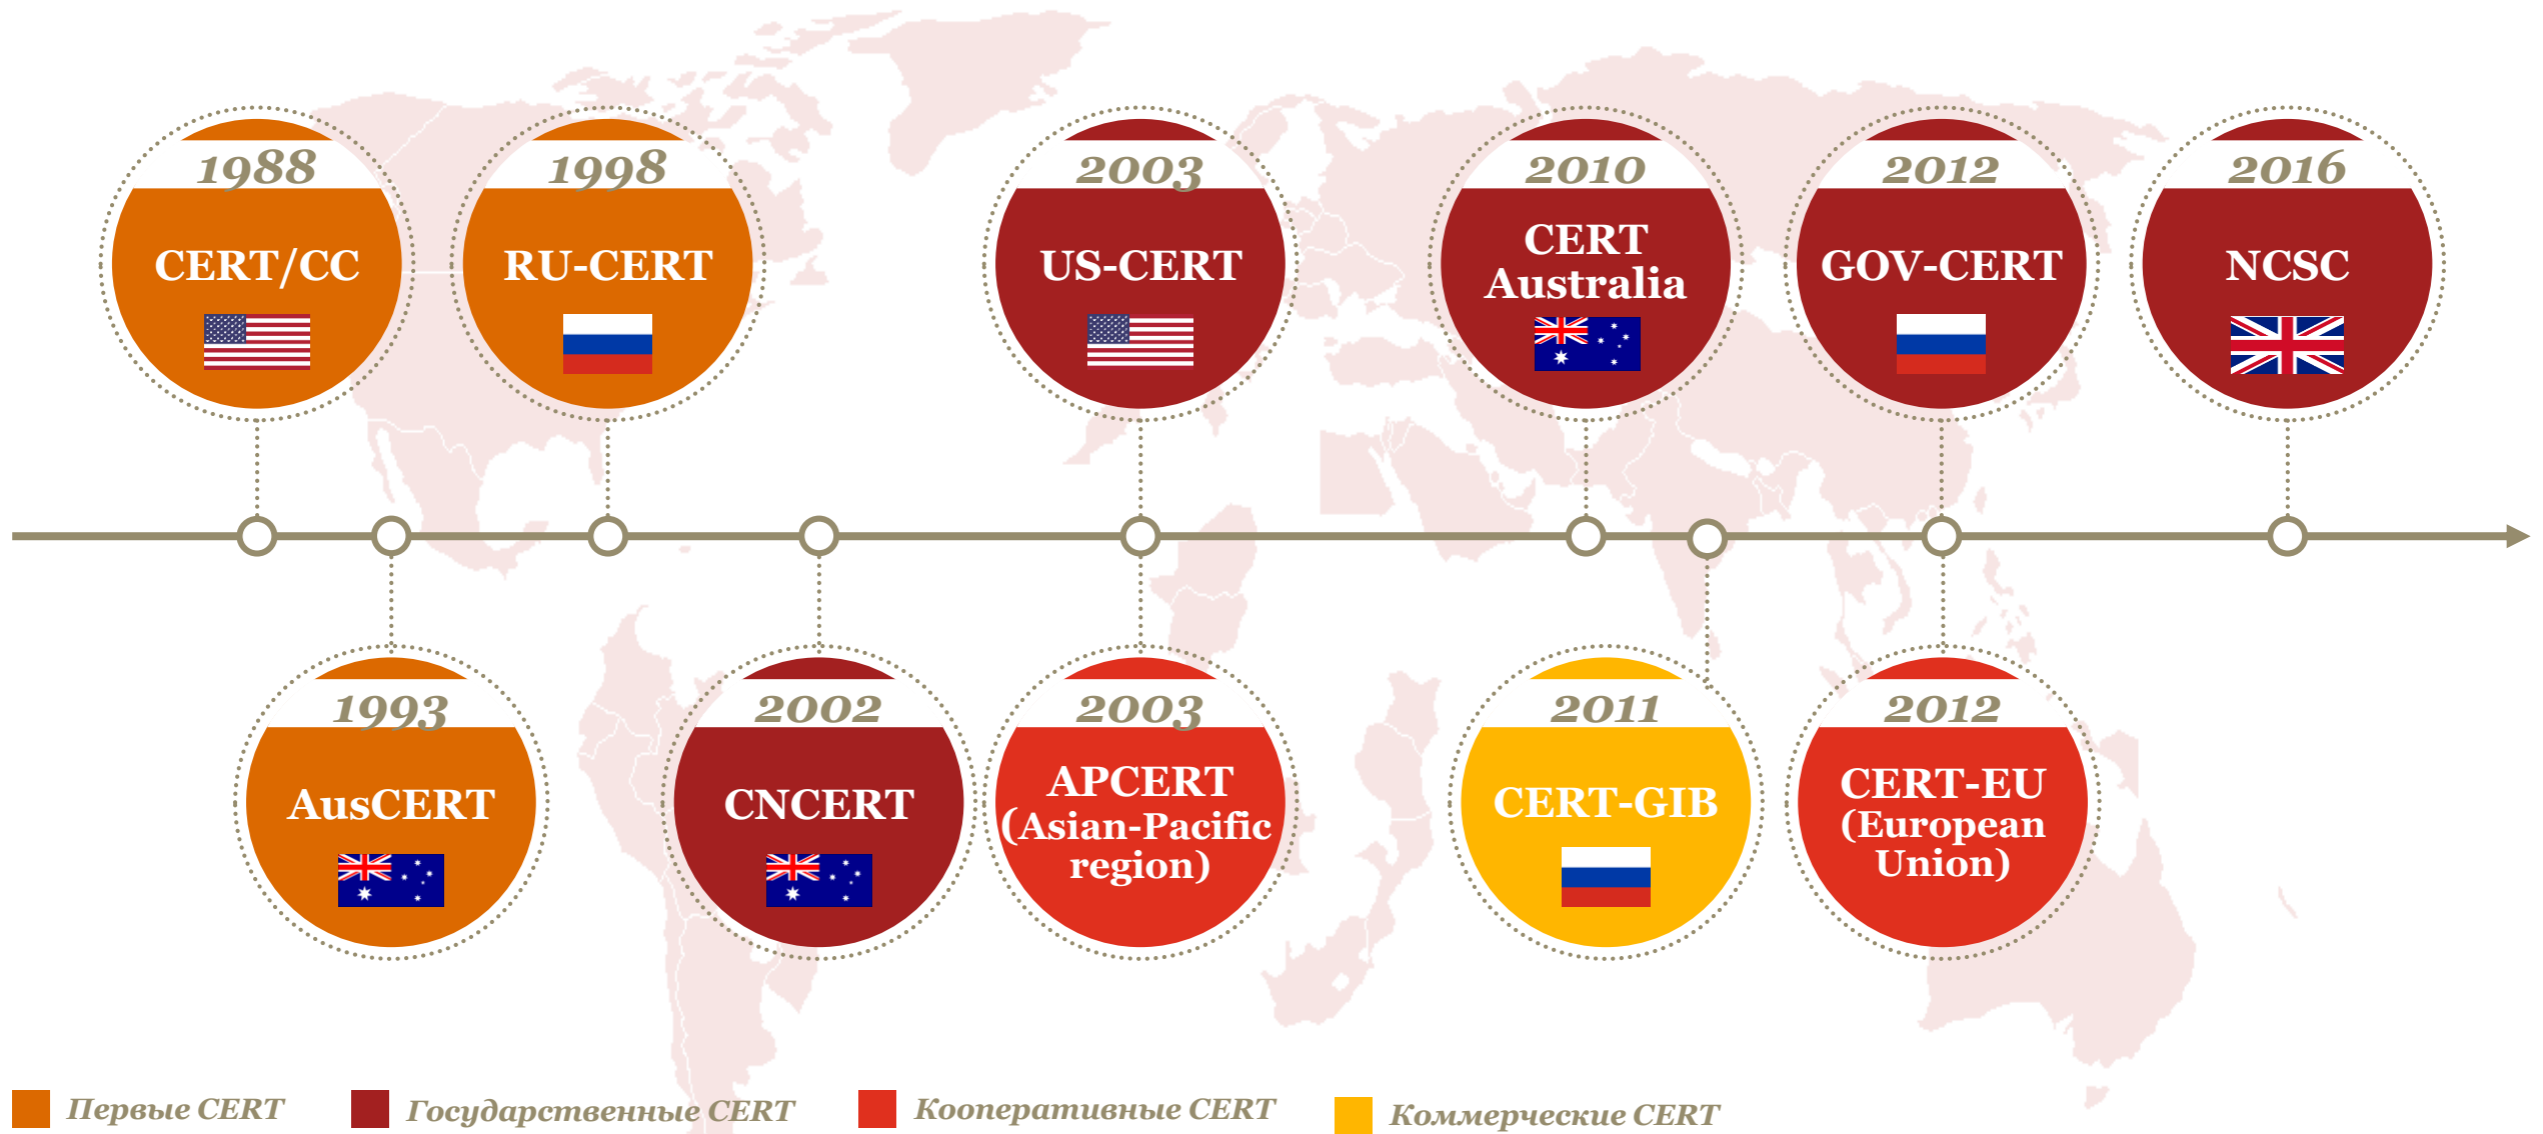 1988
CERT/CC
1998
RU-CERT
2003
US-CERT
2010
CERT
Australia
2012
GOV-CERT
2016
NCSC
1993
AusCERT
2002
CNCERT
2003
APCERT
(Asian-Pacific
region)
2011
CERT-GIB
2012
CERT-EU
(European
Union)
Первые CERT
Государственные CERT
Кооперативные CERT
Коммерческие CERT